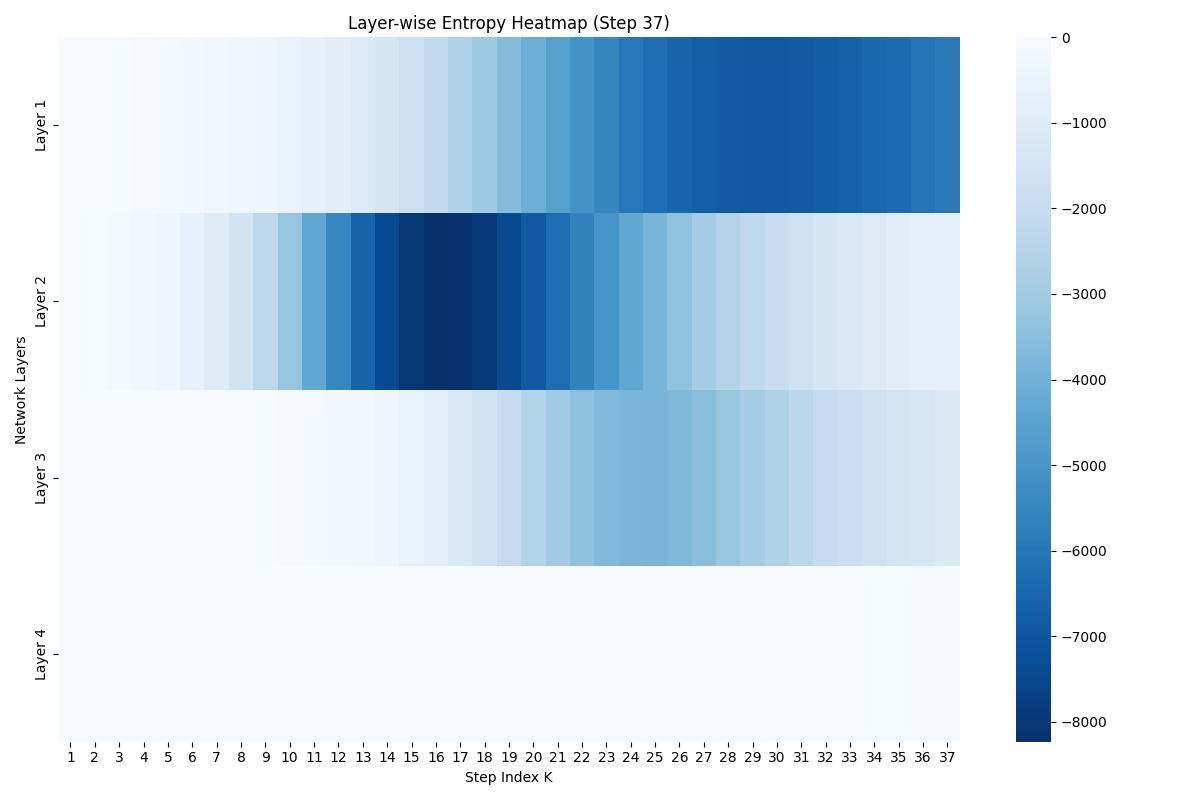 Layer-wise Entropy Heatmap (Step 37)
Network Layers
Layer 1
Layer 2
Layer 3
Layer 4
1 2 3 4 5 6 7 8 9 10 11 12 13 14 15 16 17 18 19 20 21 22 23 24 25 26 27 28 29 30 31 32 33 34 35 36 37
Step Index K
0
−1000
−2000
−3000
−4000
−5000
−6000
−7000
−8000